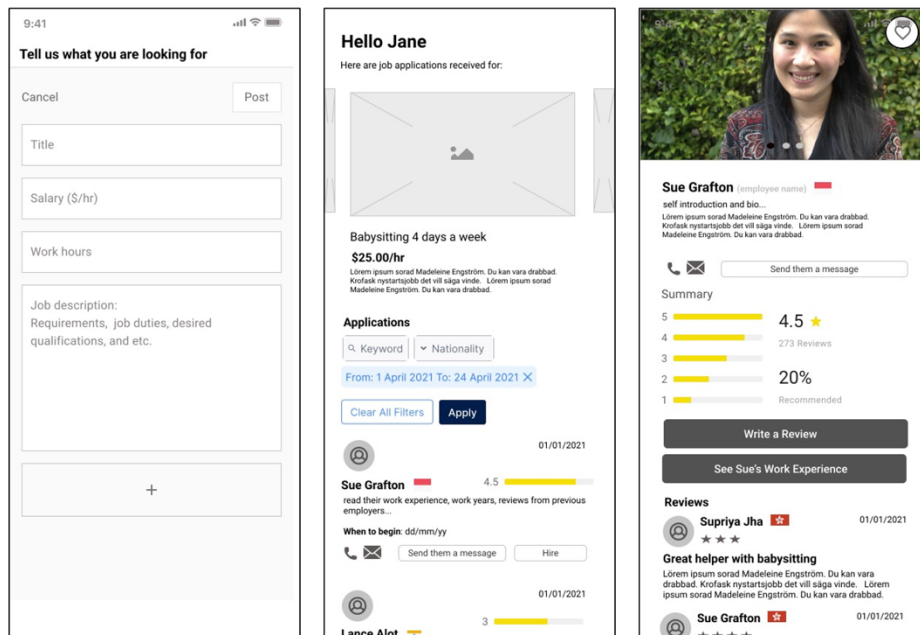 9:41
Tell us what you are looking for
Cancel
Post
Title
Salary ($/hr)
Work hours
Job description:
Requirements, job duties, desired
qualifications, and etc.
+
Hello Jane
Here are job applications received for:
Babysitting 4 days a week
$25.00/hr
Lörem ipsum sorad Madeleine Engström. Du kan vara drabbad.
Krofask nystartsjobb det vill säga vinde. Lörem ipsum sorad
Madeleine Engström. Du kan vara drabbad.
Applications
Keyword
Nationality
From: 1 April 2021 To: 24 April 2021 X
Clear All Filters
Apply
01/01/2021
Sue Grafton
4.5
read their work experience, work years, reviews from previous
employers...
When to begin: dd/mm/yy
Send them a message
Hire
01/01/2021
Lance Alot
3
9:41
Sue Grafton (employee name)
self introduction and bio...
Lörem ipsum sorad Madeleine Engström. Du kan vara drabbad.
Krofask nystartsjobb det vill säga vinde. Lörem ipsum sorad
Madeleine Engström. Du kan vara drabbad.
Send them a message
Summary
5
4
3
2
1
4.5
273 Reviews
20%
Recommended
Write a Review
See Sue's Work Experience
Reviews
Supriya Jha
01/01/2021
Great helper with babysitting
Lörem ipsum sorad Madeleine Engström. Du kan vara
drabbad. Krofask nystartsjobb det vill säga vinde. Lörem
ipsum sorad Madeleine Engström. Du kan vara drabbad.
Sue Grafton
01/01/2021